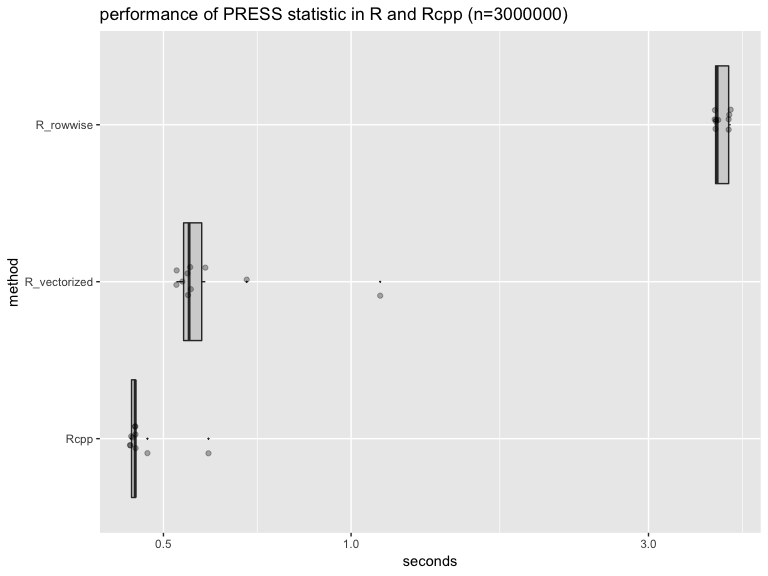 performance of PRESS statistic in R and Rcpp (n=3000000)
R_rowwise
R_vectorized
Rcpp
method
0.5 1.0 3.0
seconds